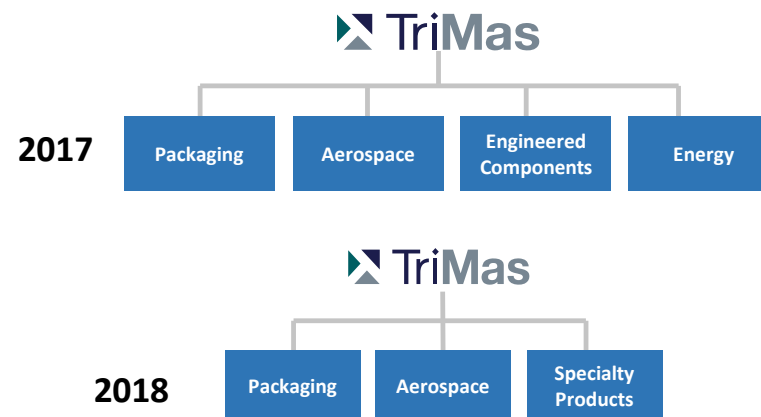 TriMas
2017
Packaging
Aerospace
Engineered
Components
Energy
TriMas
2018
Packaging
Aerospace
Specialty
Products